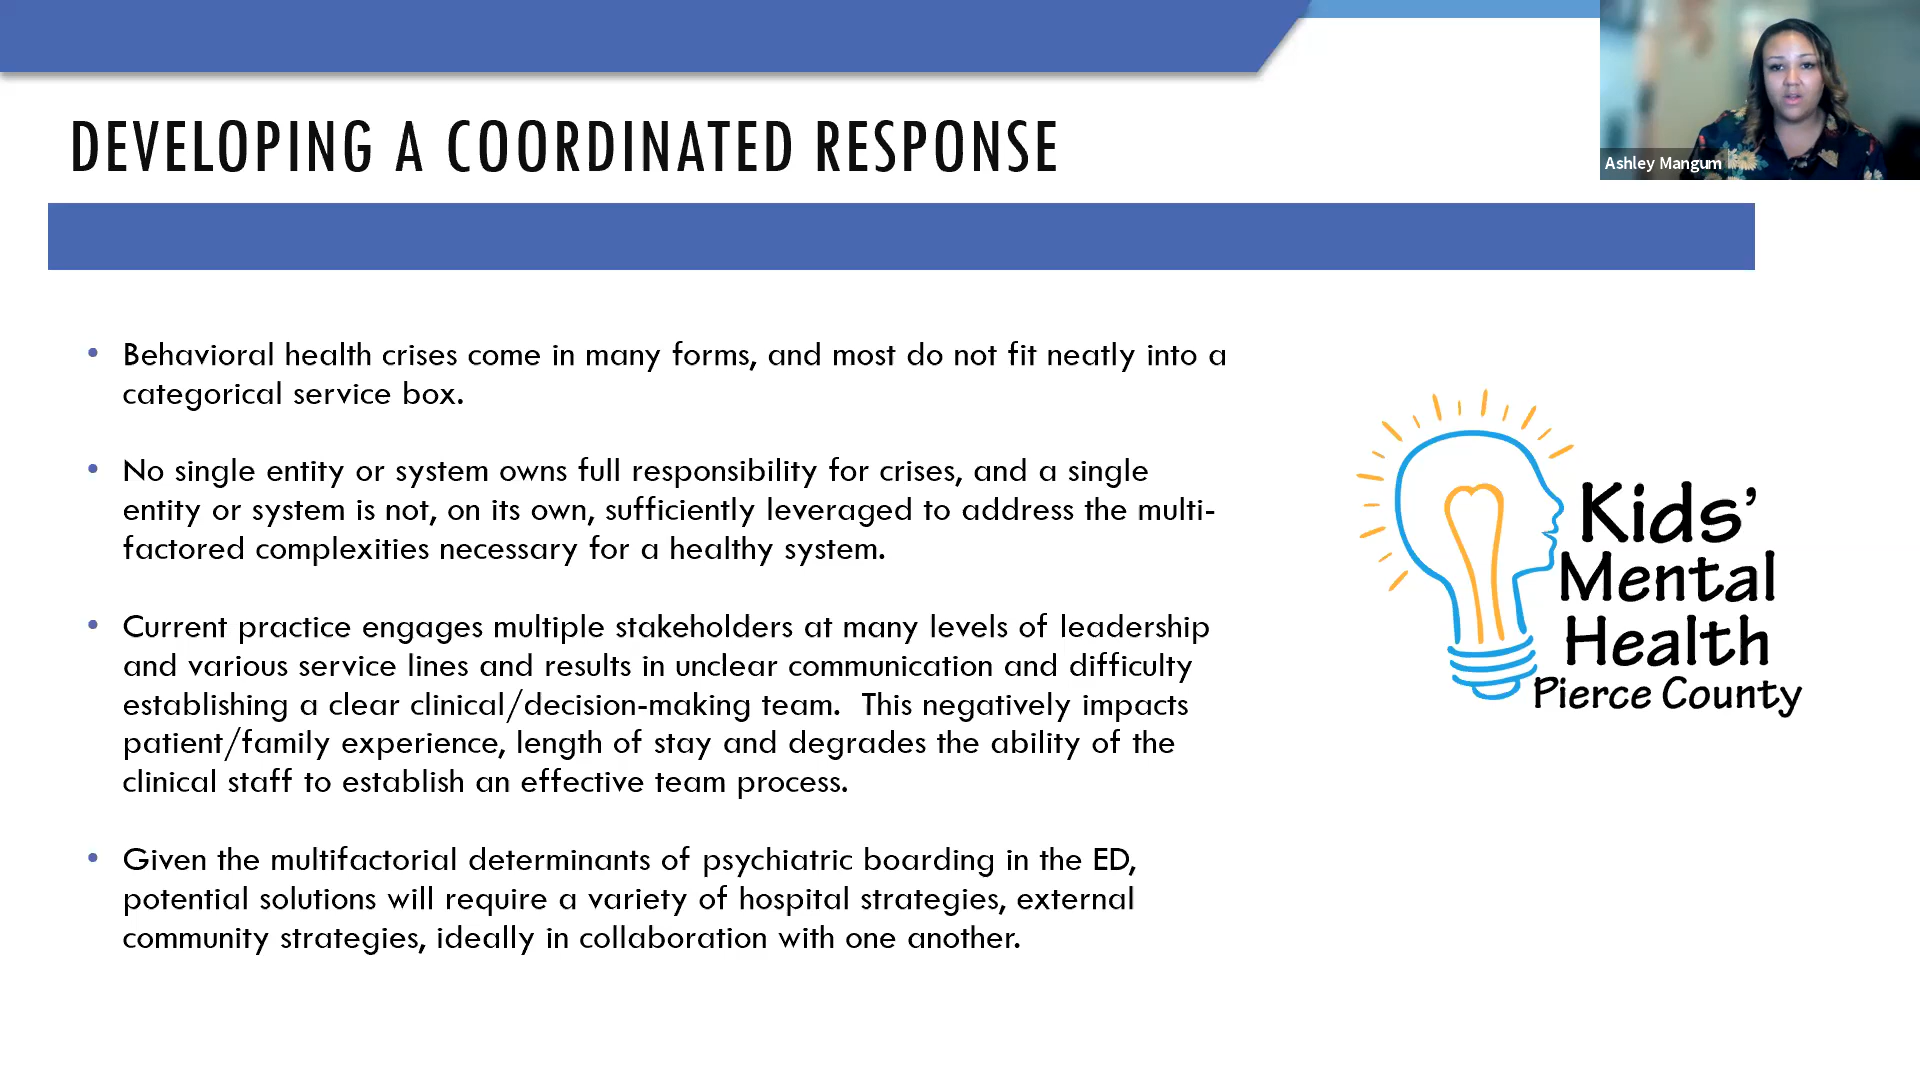 DEVELOPING A COORDINATED RESPONSE
Ashley Mangum
• Behavioral health crises come in many forms, and most do not fit neatly into a
categorical service box.
• No single entity or system owns full responsibility for crises, and a single
entity or system is not, on its own, sufficiently leveraged to address the multi-
factored complexities necessary for a healthy system.
• Current practice engages multiple stakeholders at many levels of leadership
and various service lines and results in unclear communication and difficulty
establishing a clear clinical/decision-making team.  This negatively impacts
patient/family experience, length of stay and degrades the ability of the
clinical staff to establish an effective team process.
• Given the multifactorial determinants of psychiatric boarding in the ED,
potential solutions will require a variety of hospital strategies, external
community strategies, ideally in collaboration with one another.
Kids'
Mental
Health
Pierce County